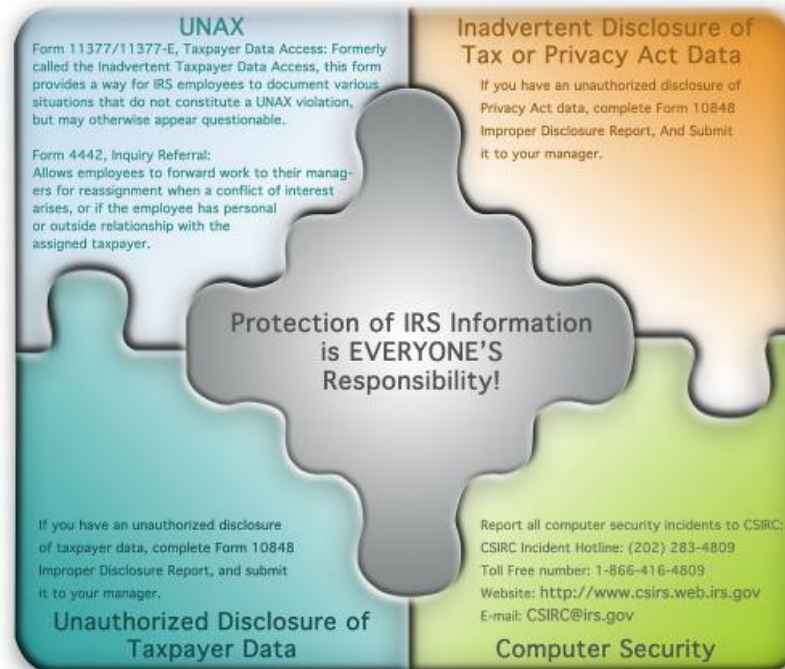 UNAX
Form 11377/11377-E, Taxpayer Data Access: Formerly
called the Inadvertent Taxpayer Data Access, this form
provides a way for IRS employees to document various
situations that do not constitute a UNAX violation,
but may otherwise appear questionable.
Form 4442, Inquiry Referral:
Allows employees to forward work to their manag-
ers for reassignment when a conflict of interest
arises, or if the employee has personal
or outside relationship with the
assigned taxpayer.
Inadvertent Disclosure of
Tax or Privacy Act Data
If you have an unauthorized disclosure of
Privacy Act data, complete Form 10848
Improper Disclosure Report, And Submit
it to your manager.
Protection of IRS Information
is EVERYONE'S
Responsibility!
If you have an unauthorized disclosure
of taxpayer data, complete Form 10848
Improper Disclosure Report, and submit
it to your manager.
Unauthorized Disclosure of
Taxpayer Data
Report all computer security incidents to CSIRC:
CSIRC Incident Hotline: (202) 283-4809
Toll Free number: 1-866-416-4809
Website: http://www.csirs.web.irs.gov
E-mail: CSIRC@irs.gov
Computer Security